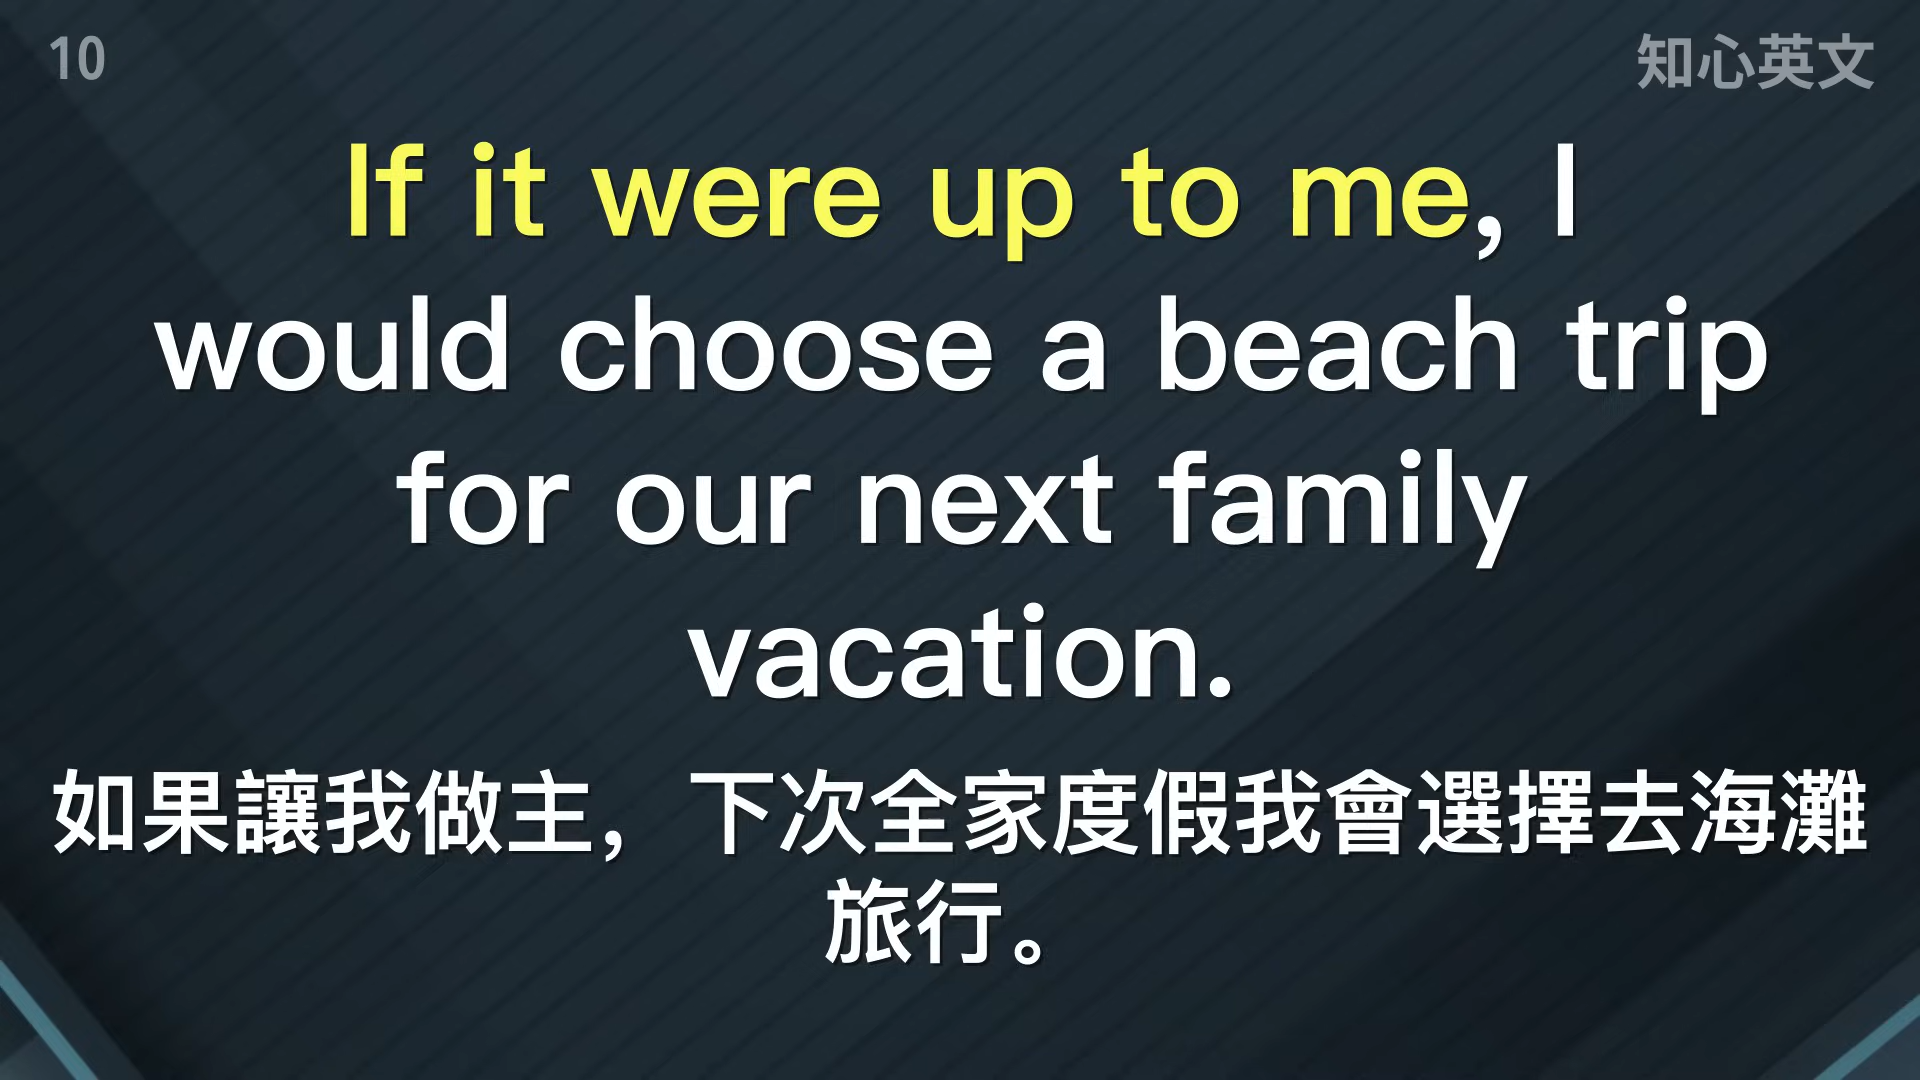 10
知心英文
If it were up to me, I
would choose a beach trip
for our next family
vacation.
如果讓我做主，下次全家度假我會選擇去海灘
旅行。